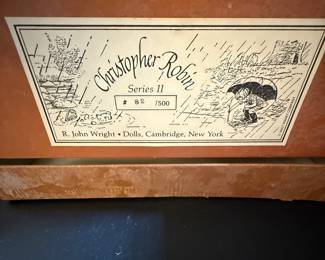 Christopher Robin
Series II
# 82 /500
R. John Wright • Dolls, Cambridge, New York